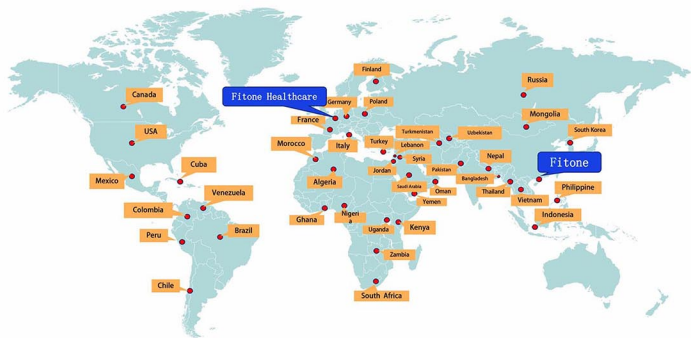 Finland
Russia
Canada
Fitone Healthcare
Germany
Poland
Mongolia
France
USA
Turkmenistan
Uzbekistan
South Korea
Italy
Turkey
Lebanon
Morocco
Syria
Nepal
Fitone
Cuba
Jordan
Pakistan
Mexico
Algeria
Bangladesh
Saudi Arabia
Oman
Thailand
Philippine
Venezuela
Yemen
Vietnam
Colombia
Ghana
Nigeri
a
Indonesia
Peru
Brazil
Uganda
Kenya
Zambia
Chile
South Africa